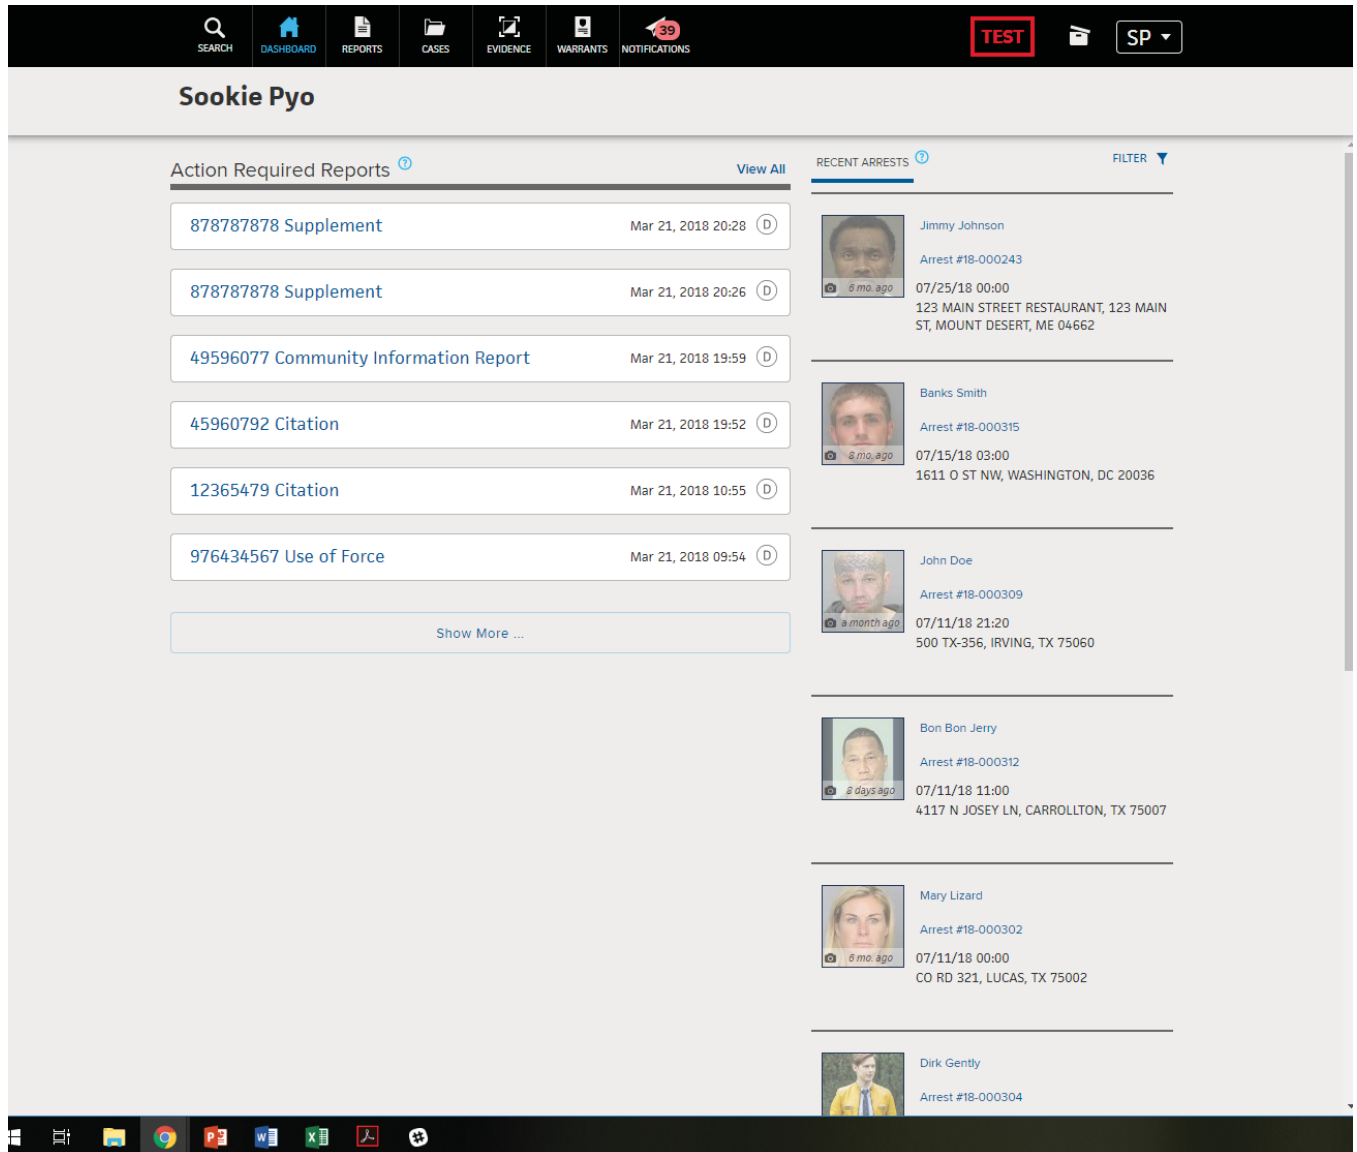 SEARCH
DASHBOARD
REPORTS
CASES
EVIDENCE
WARRANTS
NOTIFICATIONS
39
TEST
SP
Sookie Pyo
Action Required Reports ?
View All
878787878 Supplement Mar 21, 2018 20:28 D
878787878 Supplement Mar 21, 2018 20:26 D
49596077 Community Information Report Mar 21, 2018 19:59 D
45960792 Citation Mar 21, 2018 19:52 D
12365479 Citation Mar 21, 2018 10:55 D
976434567 Use of Force Mar 21, 2018 09:54 D
Show More ...
RECENT ARRESTS ?
FILTER
Jimmy Johnson
Arrest #18-000243
6 mo. ago
07/25/18 00:00
123 MAIN STREET RESTAURANT, 123 MAIN
ST, MOUNT DESERT, ME 04662
Banks Smith
Arrest #18-000315
8 mo. ago
07/15/18 03:00
1611 O ST NW, WASHINGTON, DC 20036
John Doe
Arrest #18-000309
a month ago
07/11/18 21:20
500 TX-356, IRVING, TX 75060
Bon Bon Jerry
Arrest #18-000312
8 days ago
07/11/18 11:00
4117 N JOSEY LN, CARROLLTON, TX 75007
Mary Lizard
Arrest #18-000302
6 mo. ago
07/11/18 00:00
CO RD 321, LUCAS, TX 75002
Dirk Gently
Arrest #18-000304